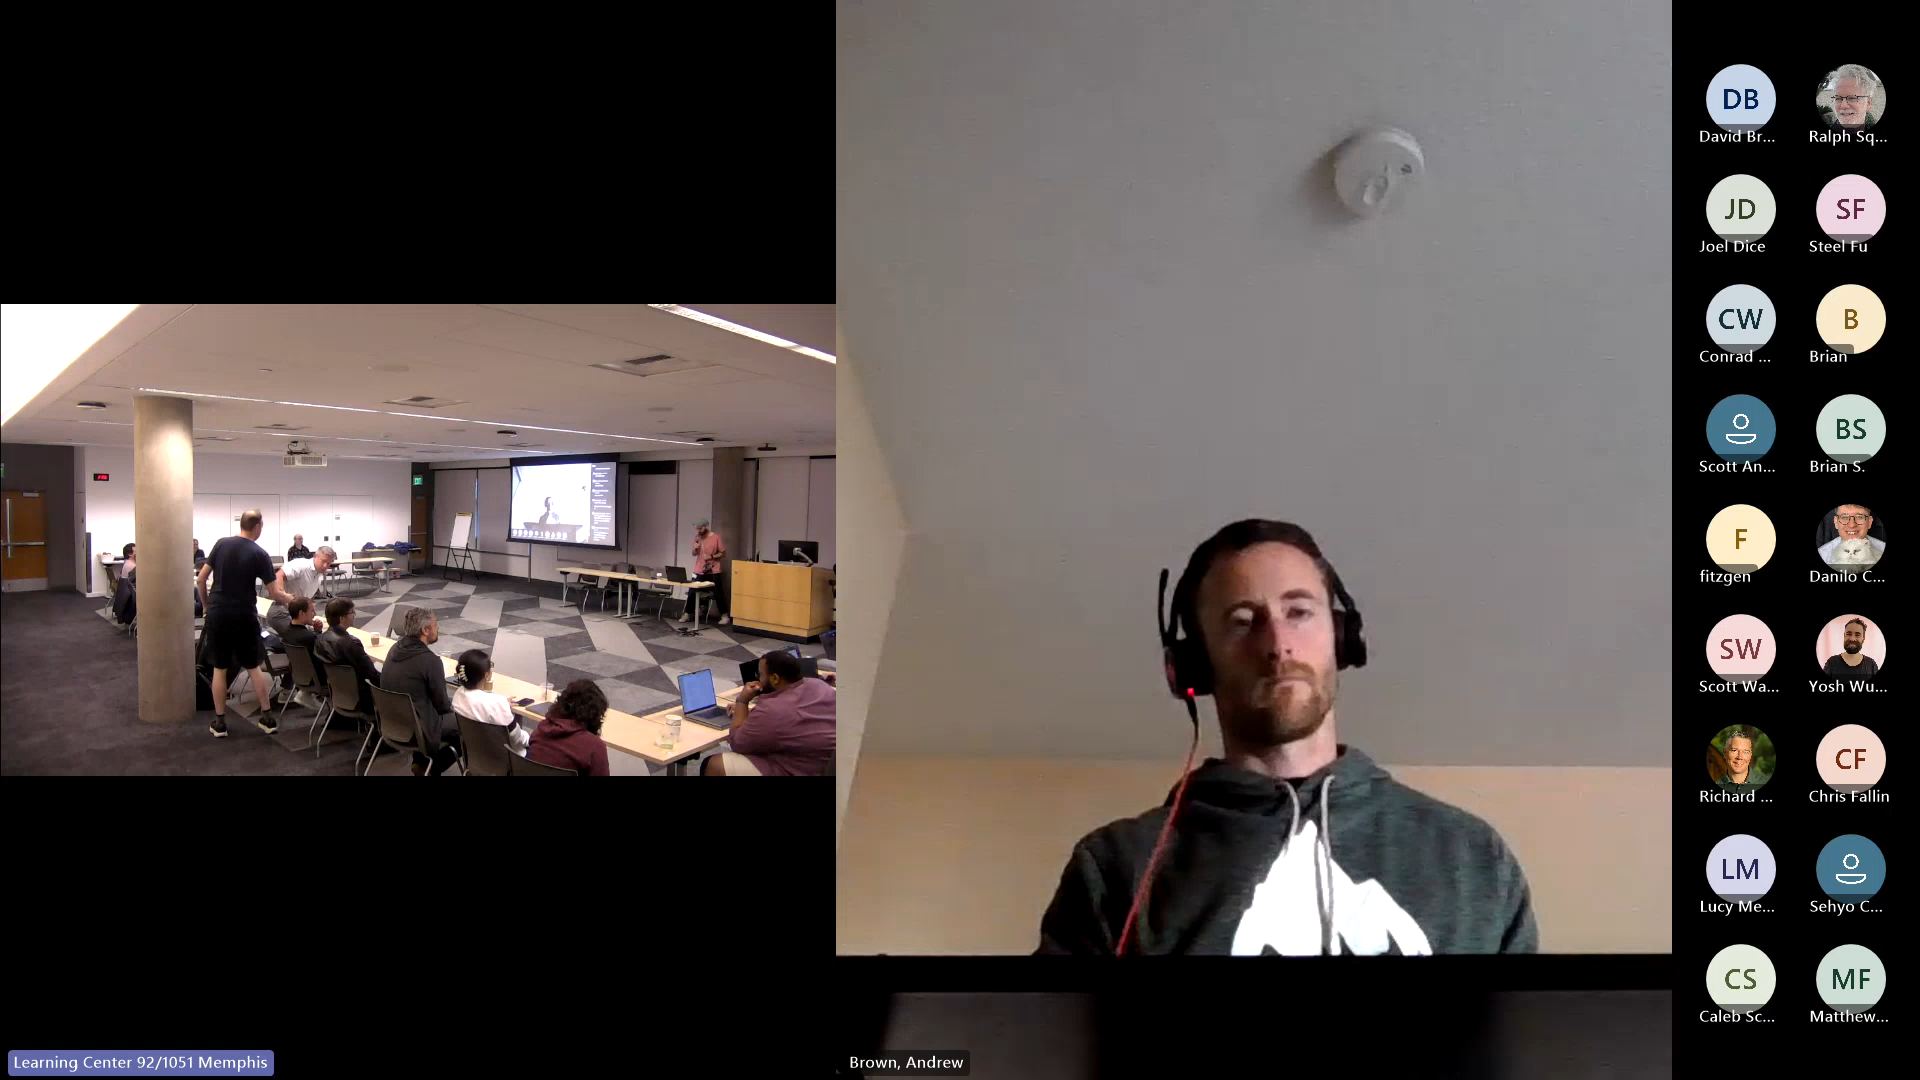 DB
David Br...
Ralph Sq...
JD
Joel Dice
SF
Steel Fu
CW
Conrad ...
B
Brian
Scott An...
BS
Brian S.
F
fitzgen
Danilo C...
SW
Scott Wa...
Yosh Wu...
Richard ...
CF
Chris Fallin
LM
Lucy Me...
Sehyo C...
CS
Caleb Sc...
MF
Matthew...
Learning Center 92/1051 Memphis
Brown, Andrew